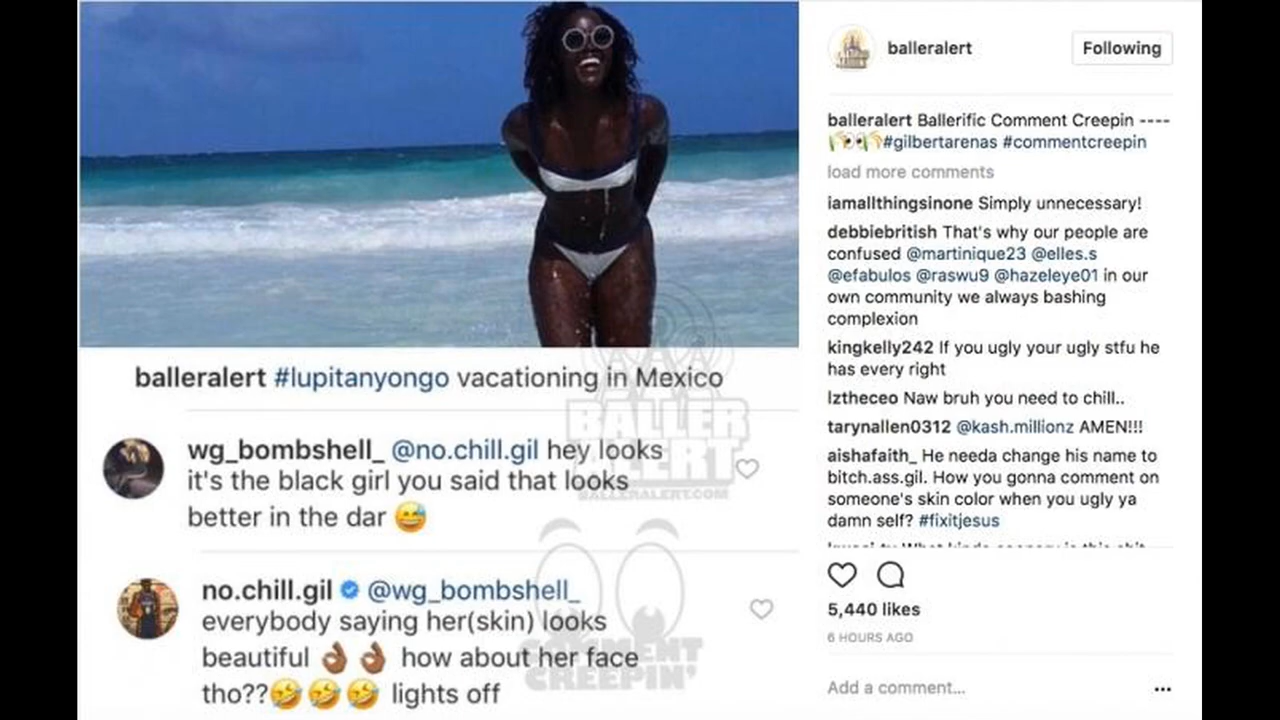 balleralert #lupitanyongo vacationing in Mexico
wg_bombshell_ @no.chill.gil hey looks
it's the black girl you said that looks
better in the dar 😅
no.chill.gil @wg_bombshell_
everybody saying her(skin) looks
beautiful 👌🏾👌🏾 how about her face
tho??🤣🤣🤣 lights off
BALLER
ALERT
BALLERALERT.COM
COMMENT
CREEPIN'
balleralert
Following
balleralert Ballerific Comment Creepin ----
#gilbertarenas #commentcreepin
load more comments
iamallthingsinone Simply unnecessary!
debbiebritish That's why our people are
confused @martinique23 @elles.s
@efabulos @raswu9 @hazeleye01 in our
own community we always bashing
complexion
kingkelly242 If you ugly your ugly stfu he
has every right
lztheceo Naw bruh you need to chill..
tarynallen0312 @kash.millionz AMEN!!!
aishafaith_ He needa change his name to
bitch.ass.gil. How you gonna comment on
someone's skin color when you ugly ya
damn self? #fixitjesus
5,440 likes
6 HOURS AGO
Add a comment...